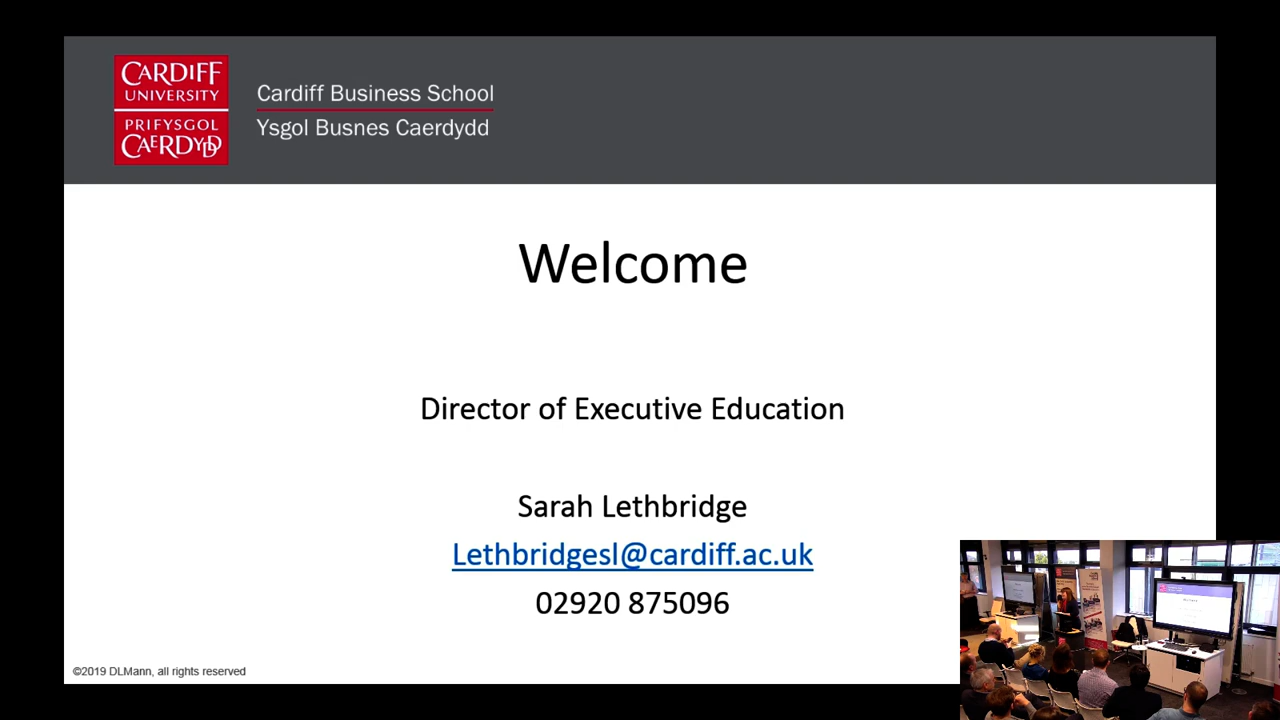 CARDIFF
UNIVERSITY
PRIFYSGOL
CAERDYDD
Cardiff Business School
Ysgol Busnes Caerdydd
Welcome
Director of Executive Education
Sarah Lethbridge
Lethbridgesl@cardiff.ac.uk
02920 875096
©2019 DLMann, all rights reserved